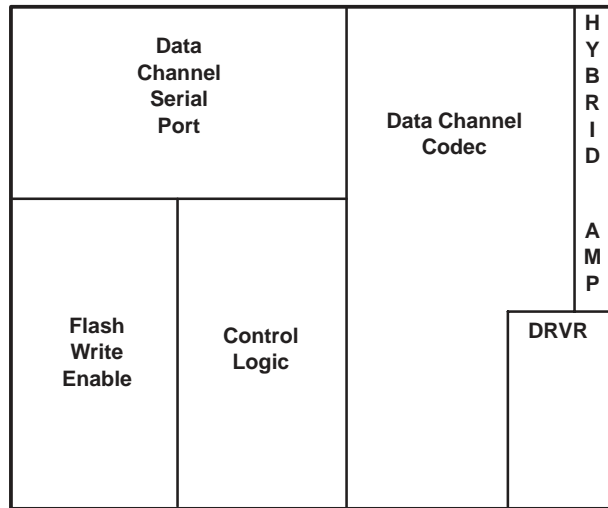 Data
Channel
Serial
Port
Data Channel
Codec
H
Y
B
R
I
D
A
M
P
Flash
Write
Enable
Control
Logic
DRVR